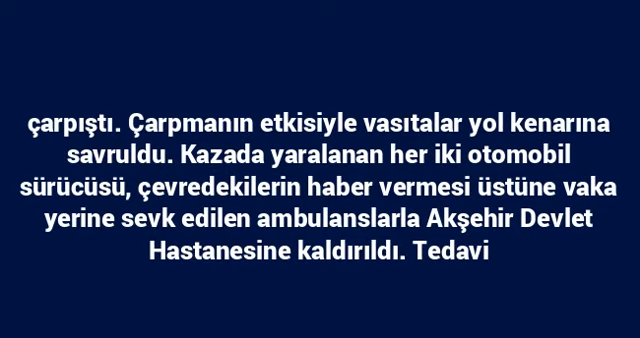 çarpıştı. Çarpmanın etkisiyle vasıtalar yol kenarına
savruldu. Kazada yaralanan her iki otomobil
sürücüsü, çevredekilerin haber vermesi üstüne vaka
yerine sevk edilen ambulanslarla Akşehir Devlet
Hastanesine kaldırıldı. Tedavi